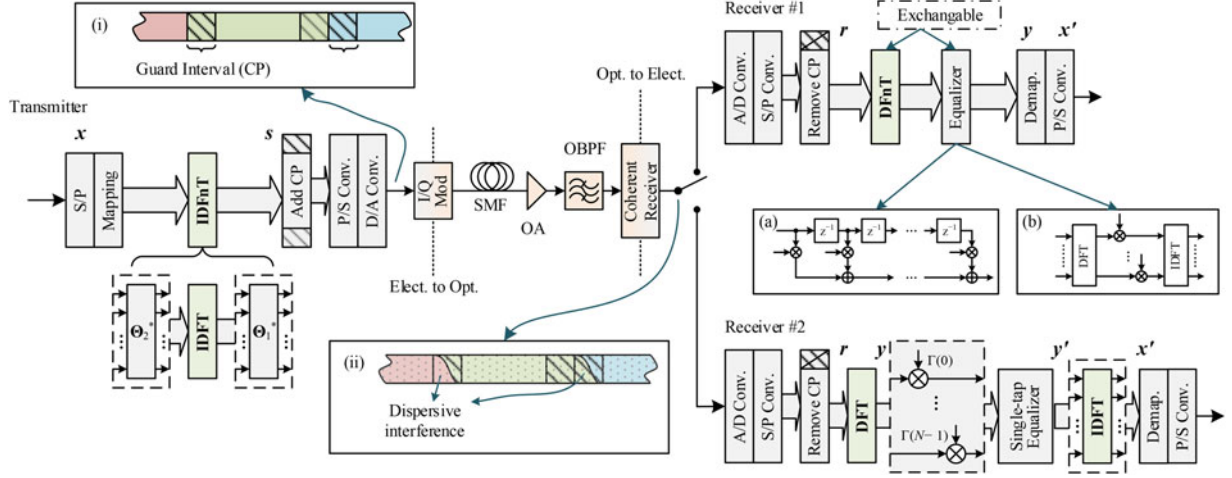 (i)
Guard Interval (CP)
Transmitter
x
s
S/P
Mapping
IDFnT
Add CP
P/S Conv.
D/A Conv.
Θ₂*
IDFT
Θ₁*
I/Q
Mod
Elect. to Opt.
SMF
OA
OBPF
Opt. to Elect.
Coherent
Receiver
(ii)
Dispersive
interference
Receiver #1
Exchangable
r
y
x′
A/D Conv.
S/P Conv.
Remove CP
DFnT
Equalizer
Demap.
P/S Conv.
(a)
z⁻¹
z⁻¹
...
z⁻¹
...
(b)
DFT
IDFT
Receiver #2
r
y
y′
x′
A/D Conv.
S/P Conv.
Remove CP
DFT
Γ(0)
Γ(N−1)
Single-tap
Equalizer
IDFT
Demap.
P/S Conv.